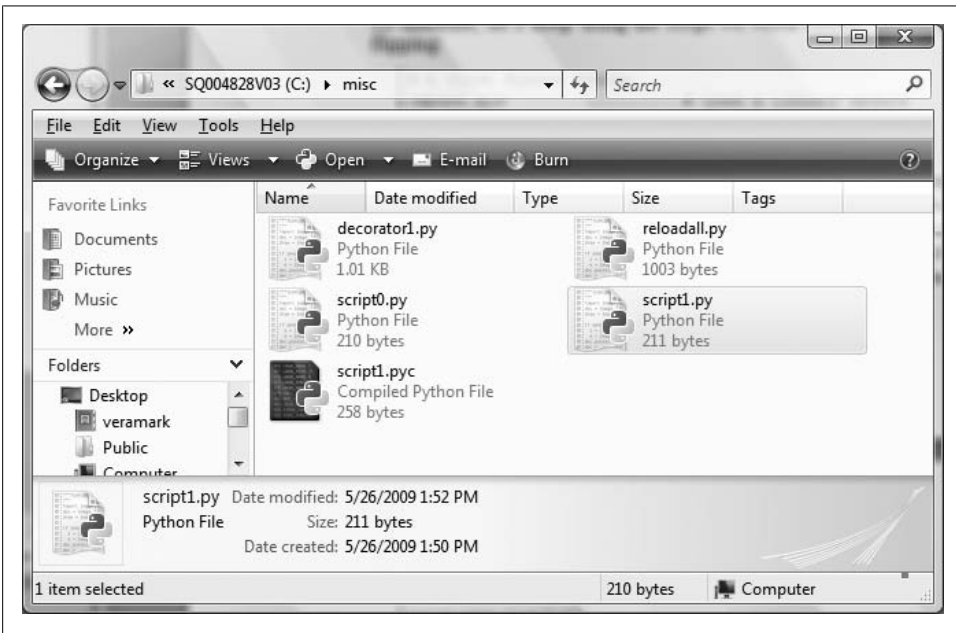 flipping
« SQ004828V03 (C:) ▸ misc
Search
File Edit View Tools Help
Organize Views Open E-mail Burn
Name Date modified Type Size Tags
Favorite Links
Documents
Pictures
Music
More »
Folders
Desktop
veramark
Public
Computer
decorator1.py
Python File
1.01 KB
reloadall.py
Python File
1003 bytes
script0.py
Python File
210 bytes
script1.py
Python File
211 bytes
script1.pyc
Compiled Python File
258 bytes
script1.py Date modified: 5/26/2009 1:52 PM
Python File Size: 211 bytes
Date created: 5/26/2009 1:50 PM
1 item selected 210 bytes Computer